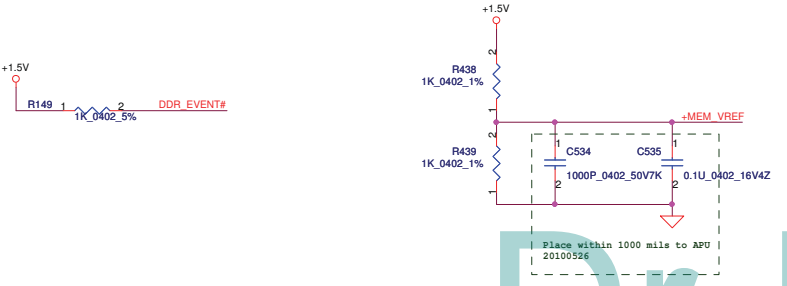 +1.5V
R149 1 2 DDR_EVENT#
1K_0402_5%
+1.5V
2
R438
1K_0402_1%
1
+MEM_VREF
2
R439
1K_0402_1%
1
1
C534
1000P_0402_50V7K
2
1
C535
0.1U_0402_16V4Z
2
Place within 1000 mils to APU
20100526